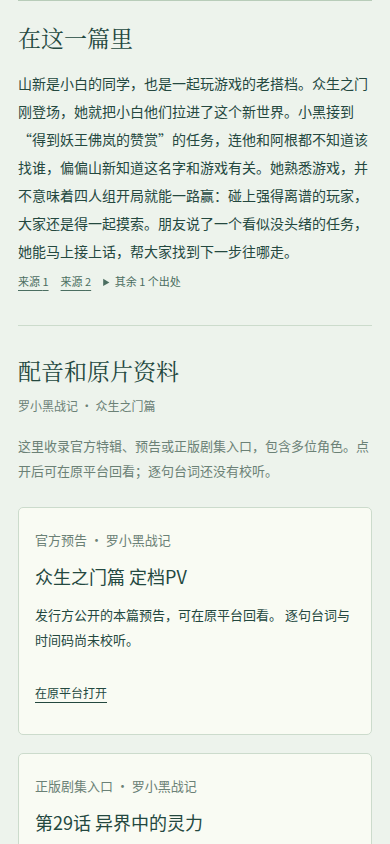 在这一篇里
山新是小白的同学，也是一起玩游戏的老搭档。众生之门
刚登场，她就把小白他们拉进了这个新世界。小黑接到
“得到妖王佛岚的赞赏”的任务，连他和阿根都不知道该
找谁，偏偏山新知道这名字和游戏有关。她熟悉游戏，并
不意味着四人组开局就能一路赢：碰上强得离谱的玩家，
大家还是得一起摸索。朋友说了一个看似没头绪的任务，
她能马上接上话，帮大家找到下一步往哪走。
来源 1 来源 2 ▶ 其余 1 个出处
配音和原片资料
罗小黑战记 · 众生之门篇
这里收录官方特辑、预告或正版剧集入口，包含多位角色。点
开后可在原平台回看；逐句台词还没有校听。
官方预告 · 罗小黑战记
众生之门篇 定档PV
发行方公开的本篇预告，可在原平台回看。 逐句台词与
时间码尚未校听。
在原平台打开
正版剧集入口 · 罗小黑战记
第29话 异界中的灵力